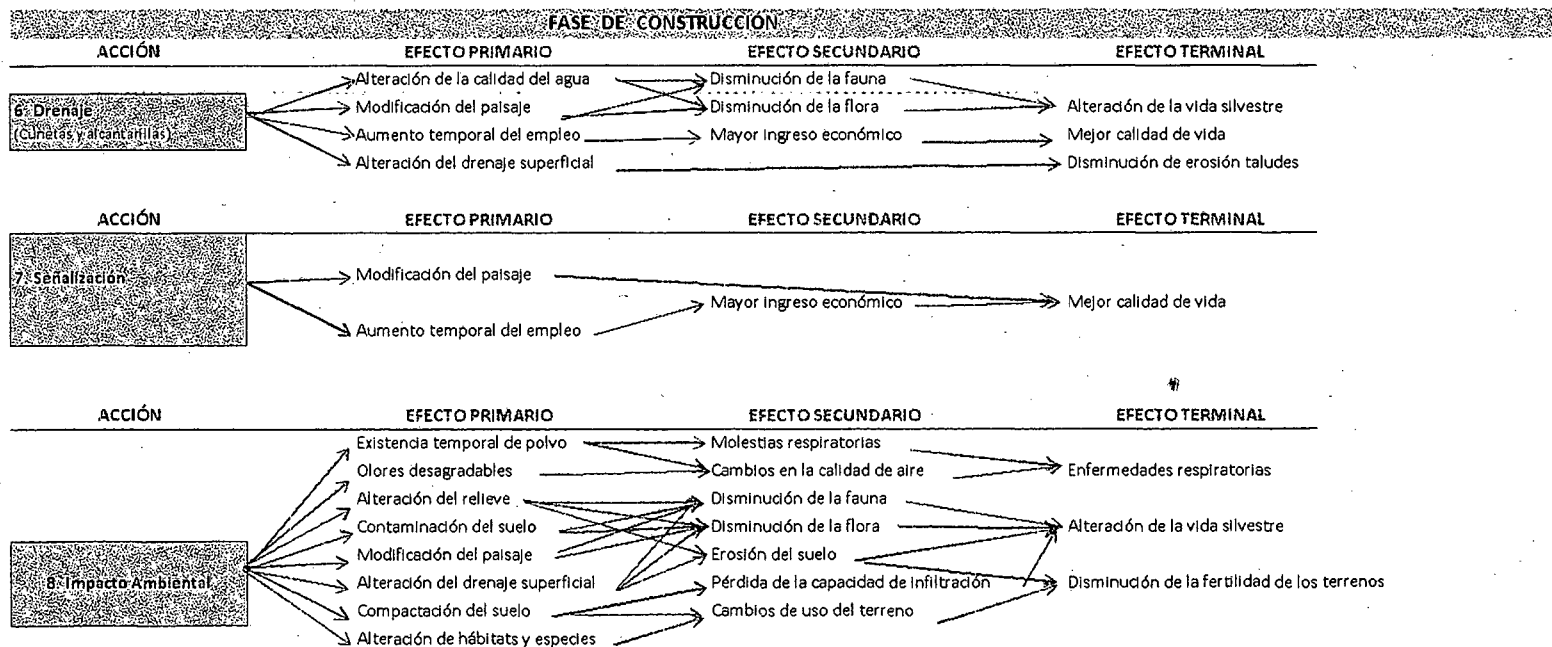 FASE DE CONSTRUCCIÓN
ACCIÓN EFECTO PRIMARIO EFECTO SECUNDARIO EFECTO TERMINAL
Alteración de la calidad del agua Disminución de la fauna
6. Drenaje Modificación del paisaje Disminución de la flora Alteración de la vida silvestre
(Cunetas y alcantarillas) Aumento temporal del empleo Mayor ingreso económico Mejor calidad de vida
Alteración del drenaje superficial Disminución de erosión taludes
ACCIÓN EFECTO PRIMARIO EFECTO SECUNDARIO EFECTO TERMINAL
7. Señalización Modificación del paisaje
Mayor ingreso económico Mejor calidad de vida
Aumento temporal del empleo
ACCIÓN EFECTO PRIMARIO EFECTO SECUNDARIO EFECTO TERMINAL
Existencia temporal de polvo Molestias respiratorias
Olores desagradables Cambios en la calidad de aire Enfermedades respiratorias
Alteración del relieve Disminución de la fauna
Contaminación del suelo Disminución de la flora Alteración de la vida silvestre
Modificación del paisaje Erosión del suelo
8. Impacto Ambiental Alteración del drenaje superficial Pérdida de la capacidad de infiltración Disminución de la fertilidad de los terrenos
Compactación del suelo Cambios de uso del terreno
Alteración de hábitats y especies